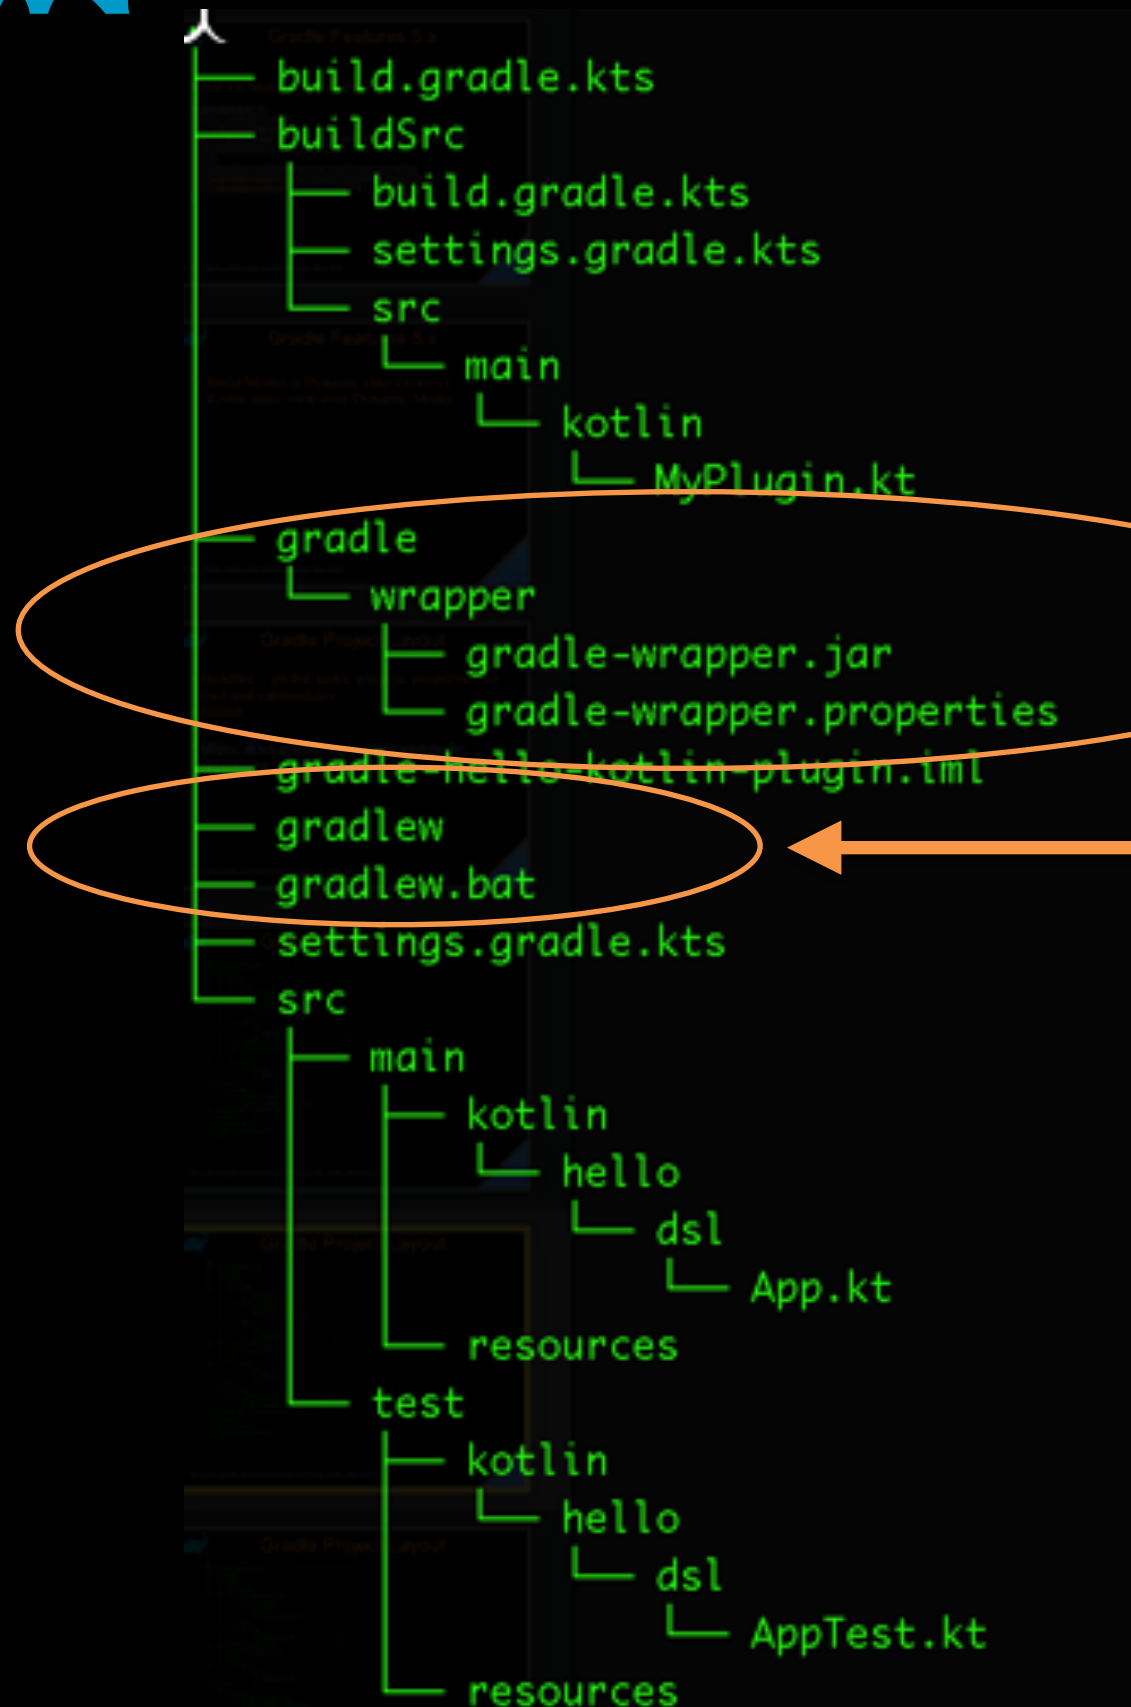 build.gradle.kts
buildSrc
build.gradle.kts
settings.gradle.kts
src
main
kotlin
MyPlugin.kt
gradle
wrapper
gradle-wrapper.jar
gradle-wrapper.properties
gradle-hello-kotlin-plugin.iml
gradlew
gradlew.bat
settings.gradle.kts
src
main
kotlin
hello
dsl
App.kt
resources
test
kotlin
hello
dsl
AppTest.kt
resources